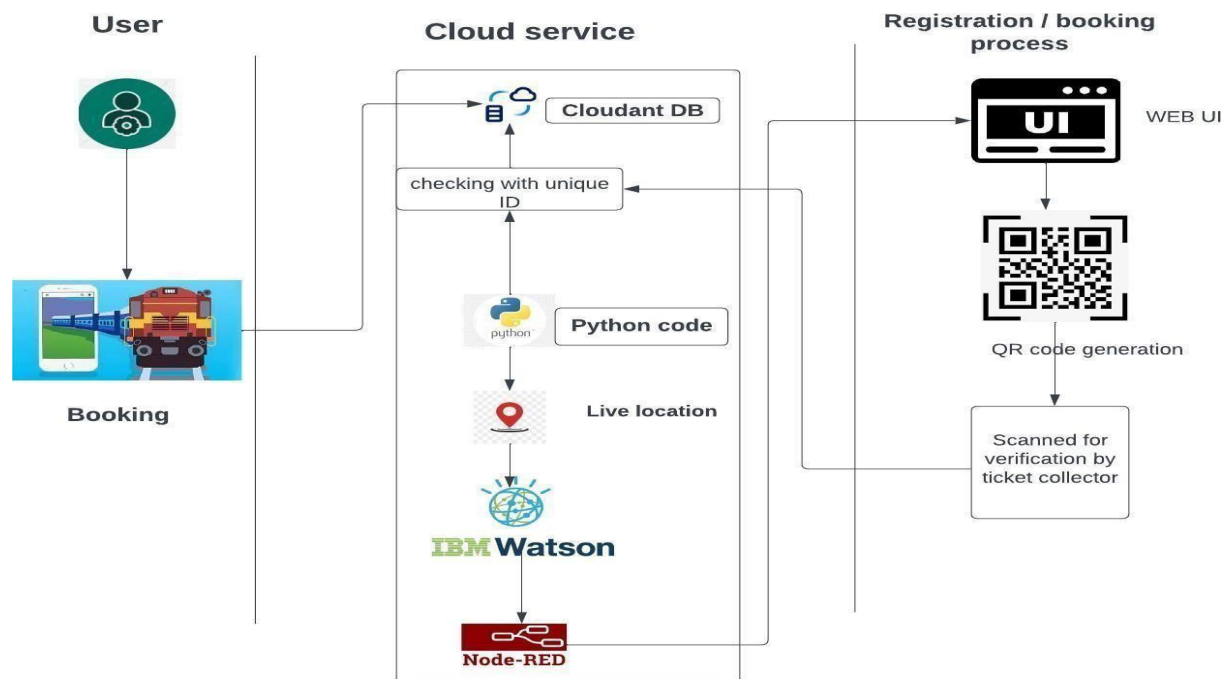 User
Cloud service
Registration / booking
process
Cloudant DB
UI
WEB UI
checking with unique
ID
python
Python code
QR code generation
Booking
Live location
Scanned for
verification by
ticket collector
IBM Watson
Node-RED